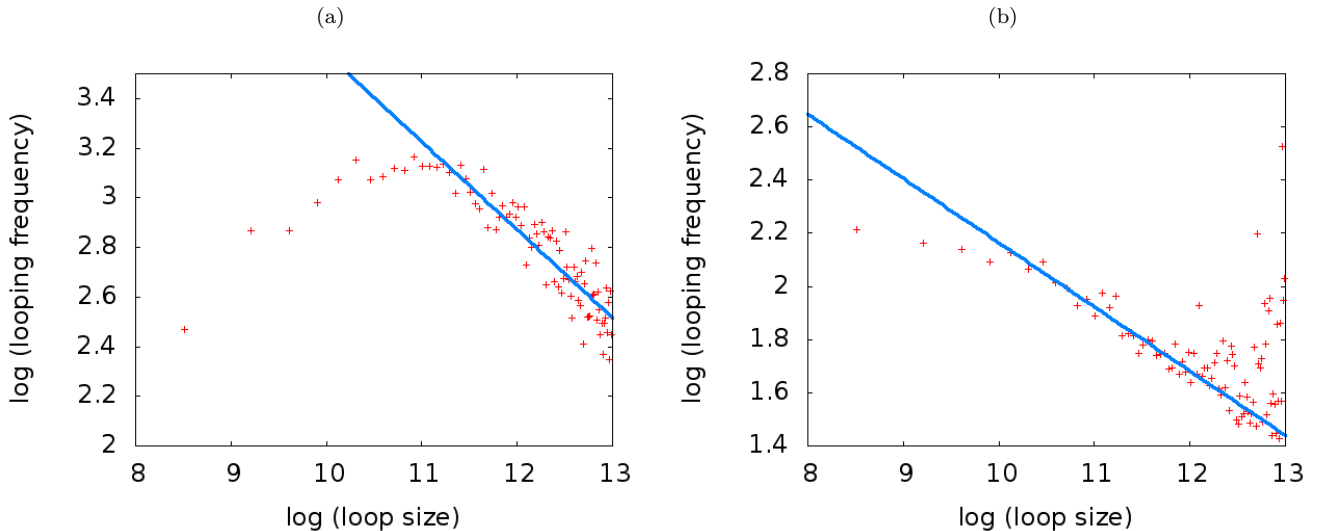 (a)
log (looping frequency)
3.4
3.2
3
2.8
2.6
2.4
2.2
2
8 9 10 11 12 13
log (loop size)
(b)
log (looping frequency)
2.8
2.6
2.4
2.2
2
1.8
1.6
1.4
8 9 10 11 12 13
log (loop size)